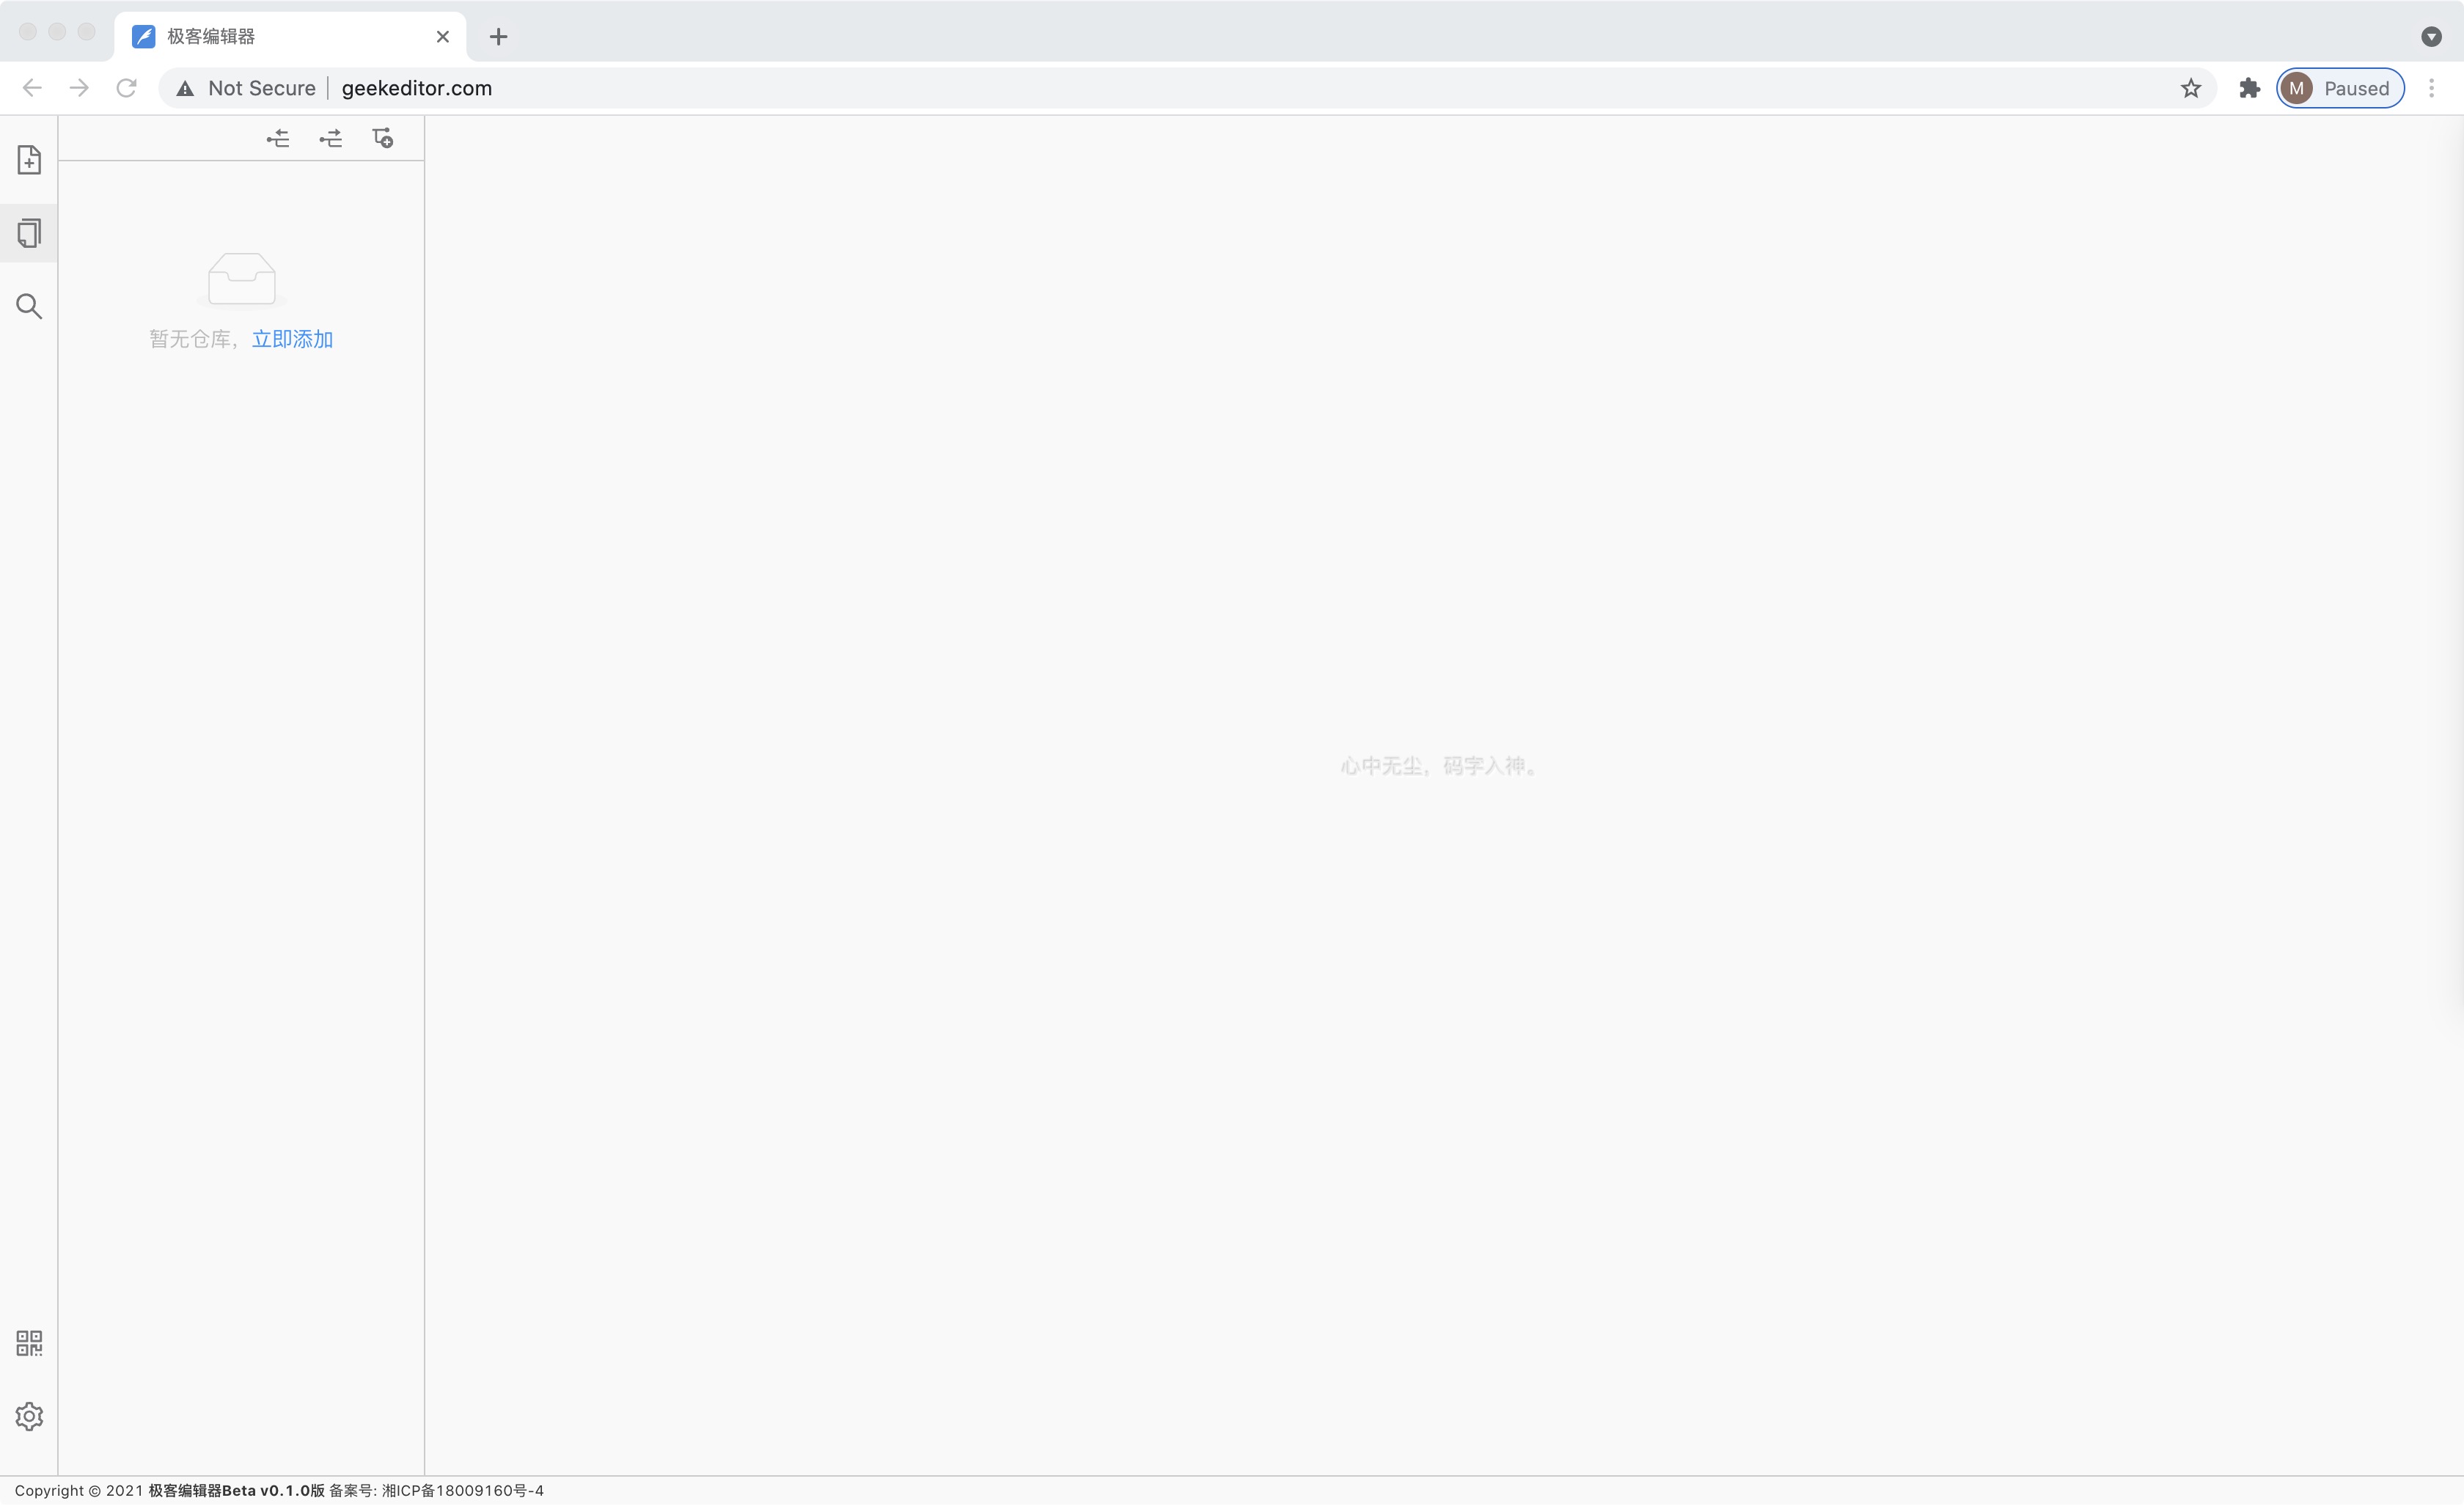 极客编辑器
Not Secure geekeditor.com
M Paused
暂无仓库，立即添加
心中无尘，码字入神。
Copyright © 2021 极客编辑器Beta v0.1.0版 备案号: 湘ICP备18009160号-4